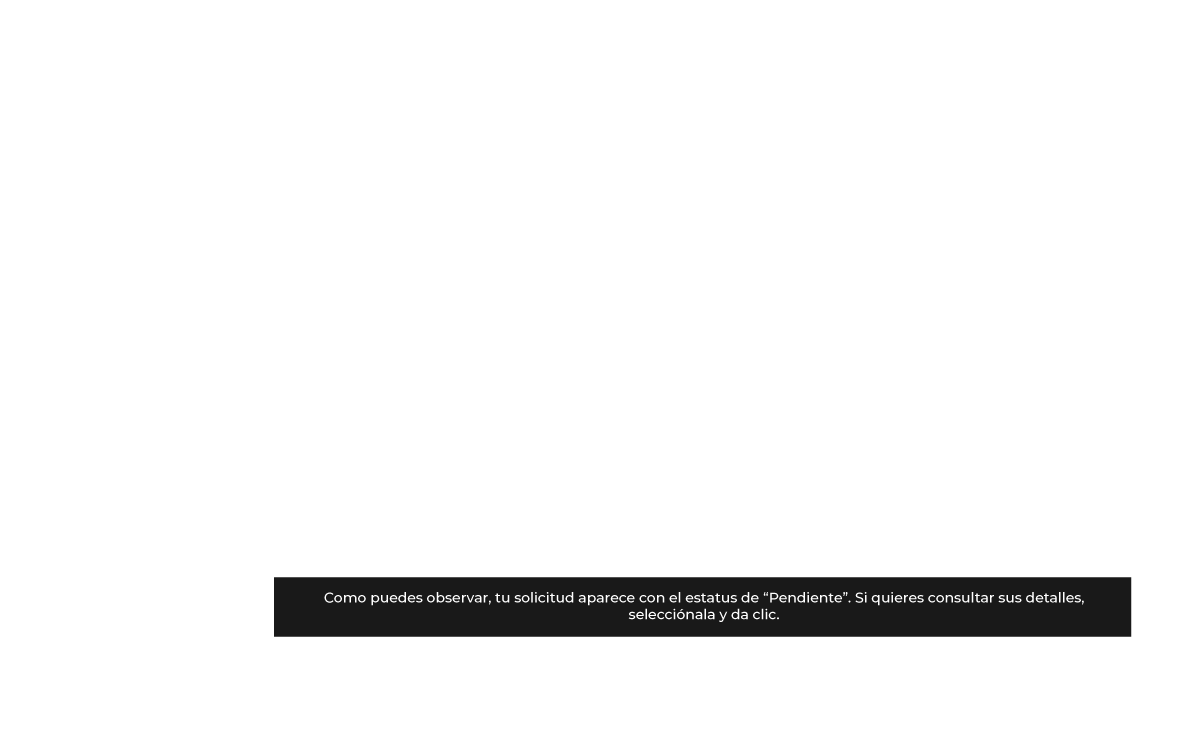 Como puedes observar, tu solicitud aparece con el estatus de “Pendiente”. Si quieres consultar sus detalles,
selecciónala y da clic.